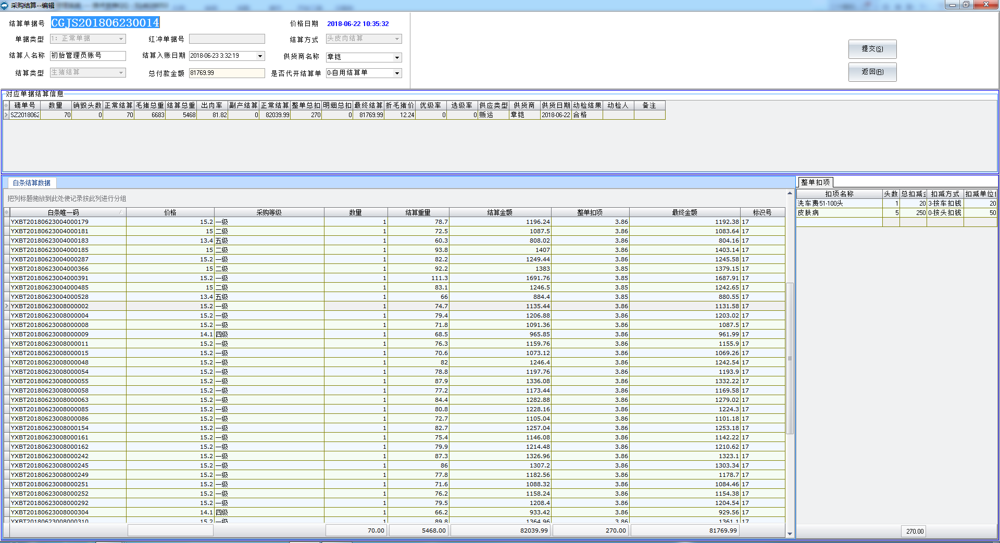 采购结算--编辑
结算单据号 CGJS201806230014 价格日期 2018-06-22 10:35:32
单据类型 1: 正常单据 红冲单据号 结算方式 头皮肉结算
结算人名称 初始管理员账号 结算入账日期 2018-06-23 3:32:19 供货商名称 章铠
结算类型 生猪结算 总付款金额 81769.99 是否代开结算单 0-自用结算单
提交(S)
返回(R)
对应单据结算信息
磅单号 数量 销毁头数 正常结算 毛猪总重 结算总重 出肉率 副产结算 正常结算 整单总扣 明细总扣 最终结算 折毛猪价 优级率 选级率 供应类型 供货商 供货日期 动检结果 动检人 备注
SZ2018062 70 0 70 6683 5468 81.82 0 82039.99 270 0 81769.99 12.24 0 0 贩运 章铠 2018-06-22 合格
白条结算数据
把列标题拖放到此处使记录按此列进行分组
白条唯一码 价格 采购等级 数量 结算重量 结算金额 整单扣项 最终金额 标识号
YXBT20180623004000179 15.2 一级 1 78.7 1196.24 3.86 1192.38 17
YXBT20180623004000181 15 二级 1 72.5 1087.5 3.86 1083.64 17
YXBT20180623004000183 13.4 五级 1 60.3 808.02 3.86 804.16 17
YXBT20180623004000185 15 二级 1 93.8 1407 3.86 1403.14 17
YXBT20180623004000287 15.2 一级 1 82.2 1249.44 3.86 1245.58 17
YXBT20180623004000366 15 二级 1 92.2 1383 3.85 1379.15 17
YXBT20180623004000391 15.2 一级 1 111.3 1691.76 3.85 1687.91 17
YXBT20180623004000485 15 二级 1 83.1 1246.5 3.85 1242.65 17
YXBT20180623004000528 13.4 五级 1 66 884.4 3.85 880.55 17
YXBT20180623008000002 15.2 一级 1 74.7 1135.44 3.86 1131.58 17
YXBT20180623008000004 15.2 一级 1 79.4 1206.88 3.86 1203.02 17
YXBT20180623008000008 15.2 一级 1 71.8 1091.36 3.86 1087.5 17
YXBT20180623008000009 14.1 四级 1 68.5 965.85 3.86 961.99 17
YXBT20180623008000011 15.2 一级 1 76.3 1159.76 3.86 1155.9 17
YXBT20180623008000015 15.2 一级 1 70.6 1073.12 3.86 1069.26 17
YXBT20180623008000048 15.2 一级 1 82 1246.4 3.86 1242.54 17
YXBT20180623008000054 15.2 一级 1 78.8 1197.76 3.86 1193.9 17
YXBT20180623008000055 15.2 一级 1 87.9 1336.08 3.86 1332.22 17
YXBT20180623008000058 15.2 一级 1 77.2 1173.44 3.86 1169.58 17
YXBT20180623008000063 15.2 一级 1 84.4 1282.88 3.86 1279.02 17
YXBT20180623008000085 15.2 一级 1 80.8 1228.16 3.86 1224.3 17
YXBT20180623008000086 15.2 一级 1 72.7 1105.04 3.86 1101.18 17
YXBT20180623008000154 15.2 一级 1 82.7 1257.04 3.86 1253.18 17
YXBT20180623008000161 15.2 一级 1 75.4 1146.08 3.86 1142.22 17
YXBT20180623008000162 15.2 一级 1 79.9 1214.48 3.86 1210.62 17
YXBT20180623008000242 15.2 一级 1 87.3 1326.96 3.86 1323.1 17
YXBT20180623008000245 15.2 一级 1 86 1307.2 3.86 1303.34 17
YXBT20180623008000249 15.2 一级 1 77.8 1182.56 3.86 1178.7 17
YXBT20180623008000251 15.2 一级 1 71.6 1088.32 3.86 1084.46 17
YXBT20180623008000252 15.2 一级 1 76.2 1158.24 3.86 1154.38 17
YXBT20180623008000292 15.2 一级 1 79.5 1208.4 3.86 1204.54 17
YXBT20180623008000304 14.1 四级 1 66.2 933.42 3.86 929.56 17
YXBT20180623008000310 15.2 一级 1 89.8 1364.96 3.86 1361.1 17
70.00 5468.00 82039.99 270.00 81769.99
整单扣项
扣项名称 头数 总扣减 扣减方式 扣减单位
洗车费51-100头 1 20 3-按车扣钱 20
皮肤病 5 250 0-按头扣钱 50
270.00